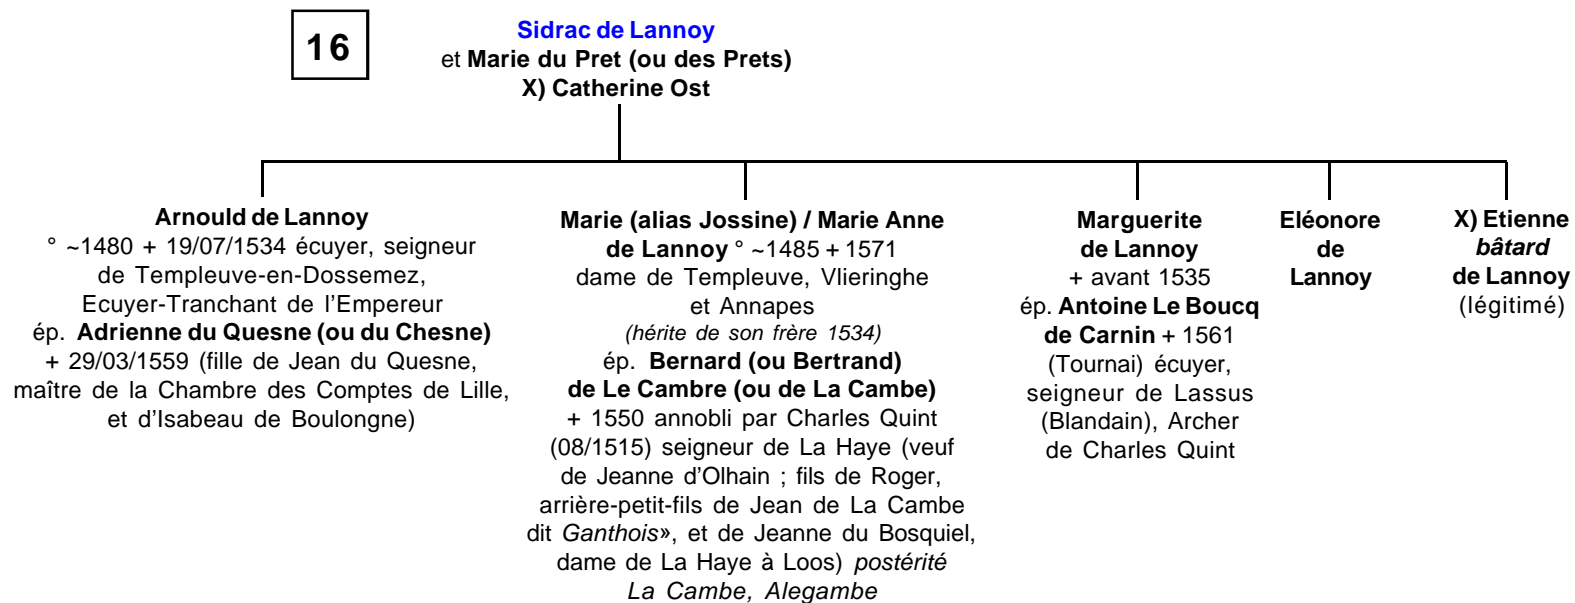 16
Sidrac de Lannoy
et Marie du Pret (ou des Prets)
X) Catherine Ost
Arnould de Lannoy
° ~1480 + 19/07/1534 écuyer, seigneur
de Templeuve-en-Dossemez,
Ecuyer-Tranchant de l'Empereur
ép. Adrienne du Quesne (ou du Chesne)
+ 29/03/1559 (fille de Jean du Quesne,
maître de la Chambre des Comptes de Lille,
et d'Isabeau de Boulongne)
Marie (alias Jossine) / Marie Anne
de Lannoy ° ~1485 + 1571
dame de Templeuve, Vlieringhe
et Annapes
(hérite de son frère 1534)
ép. Bernard (ou Bertrand)
de Le Cambre (ou de La Cambe)
+ 1550 annobli par Charles Quint
(08/1515) seigneur de La Haye (veuf
de Jeanne d'Olhain ; fils de Roger,
arrière-petit-fils de Jean de La Cambe
dit Ganthois», et de Jeanne du Bosquiel,
dame de La Haye à Loos) postérité
La Cambe, Alegambe
Marguerite
de Lannoy
+ avant 1535
ép. Antoine Le Boucq
de Carnin + 1561
(Tournai) écuyer,
seigneur de Lassus
(Blandain), Archer
de Charles Quint
Eléonore
de
Lannoy
X) Etienne
bâtard
de Lannoy
(légitimé)